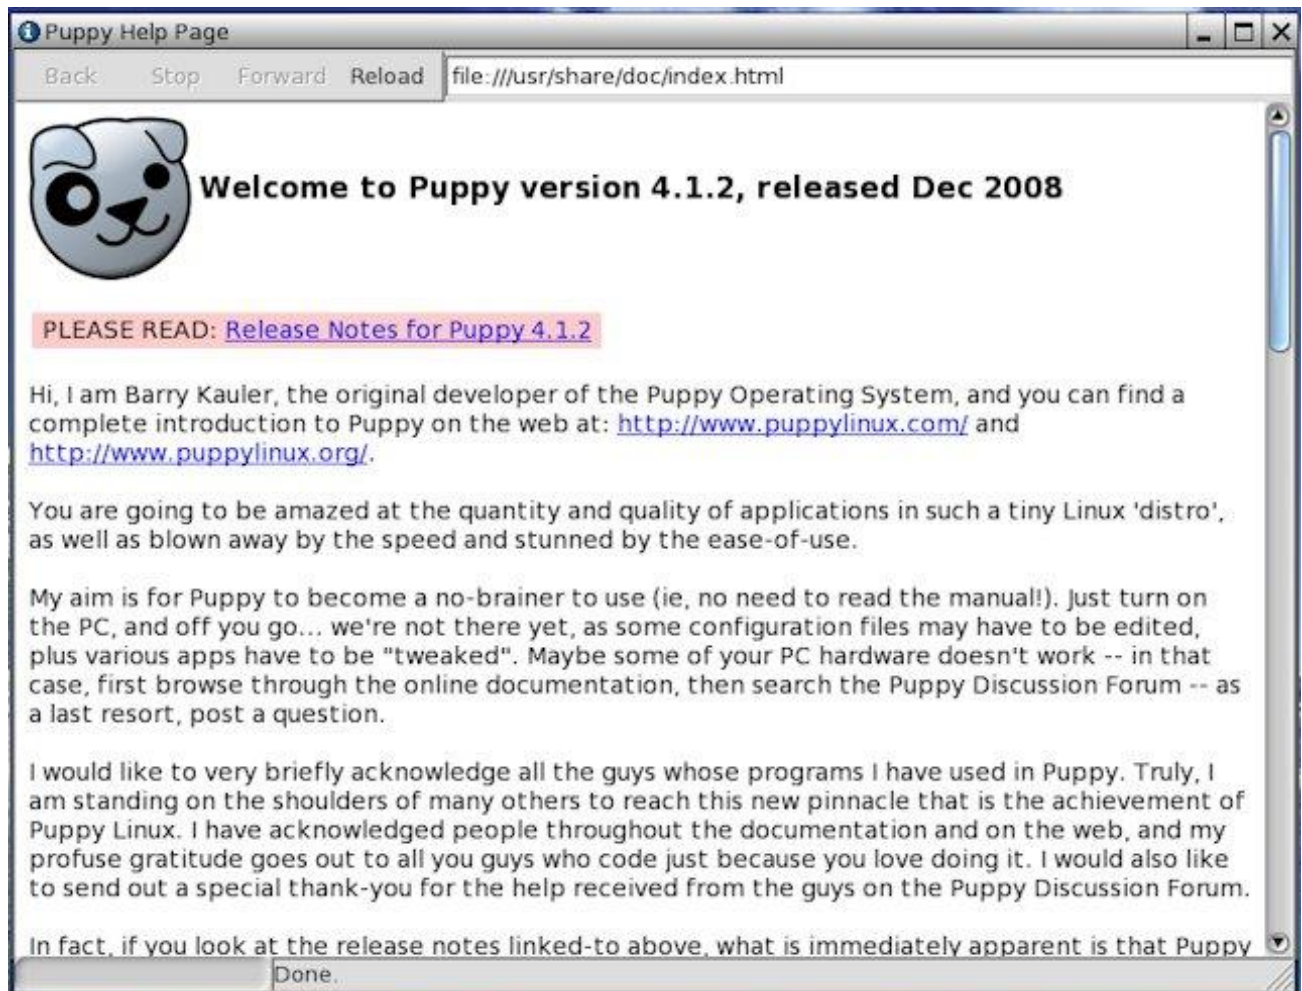 Puppy Help Page
Back Stop Forward Reload file:///usr/share/doc/index.html
Welcome to Puppy version 4.1.2, released Dec 2008
PLEASE READ: Release Notes for Puppy 4.1.2
Hi, I am Barry Kauler, the original developer of the Puppy Operating System, and you can find a
complete introduction to Puppy on the web at: http://www.puppylinux.com/ and
http://www.puppylinux.org/.
You are going to be amazed at the quantity and quality of applications in such a tiny Linux 'distro',
as well as blown away by the speed and stunned by the ease-of-use.
My aim is for Puppy to become a no-brainer to use (ie, no need to read the manual!). Just turn on
the PC, and off you go... we're not there yet, as some configuration files may have to be edited,
plus various apps have to be "tweaked". Maybe some of your PC hardware doesn't work -- in that
case, first browse through the online documentation, then search the Puppy Discussion Forum -- as
a last resort, post a question.
I would like to very briefly acknowledge all the guys whose programs I have used in Puppy. Truly, I
am standing on the shoulders of many others to reach this new pinnacle that is the achievement of
Puppy Linux. I have acknowledged people throughout the documentation and on the web, and my
profuse gratitude goes out to all you guys who code just because you love doing it. I would also like
to send out a special thank-you for the help received from the guys on the Puppy Discussion Forum.
In fact, if you look at the release notes linked-to above, what is immediately apparent is that Puppy
Done.